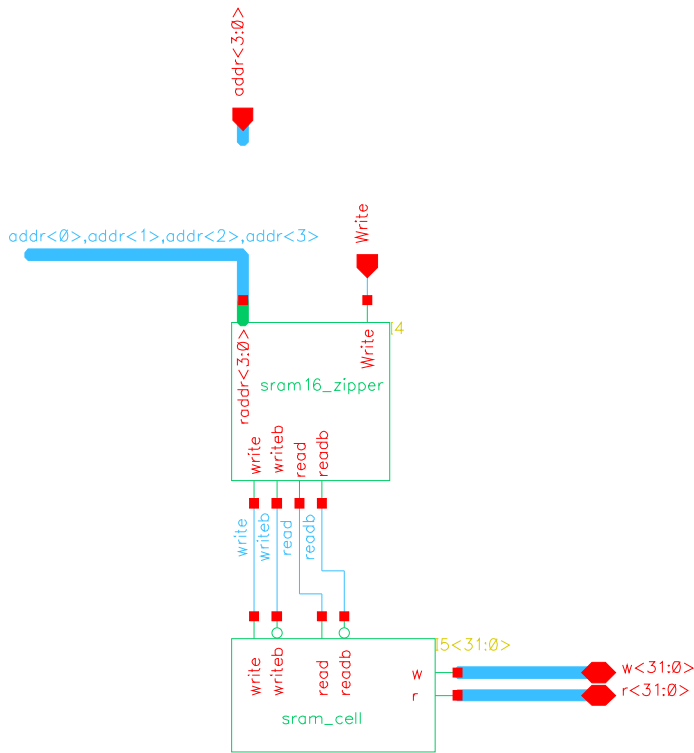 addr<3:0>
addr<0>,addr<1>,addr<2>,addr<3>
Write
I4
raddr<3:0>
Write
sram16_zipper
write
writeb
read
readb
write
writeb
read
readb
I5<31:0>
write
writeb
read
readb
w
r
w<31:0>
r<31:0>
sram_cell